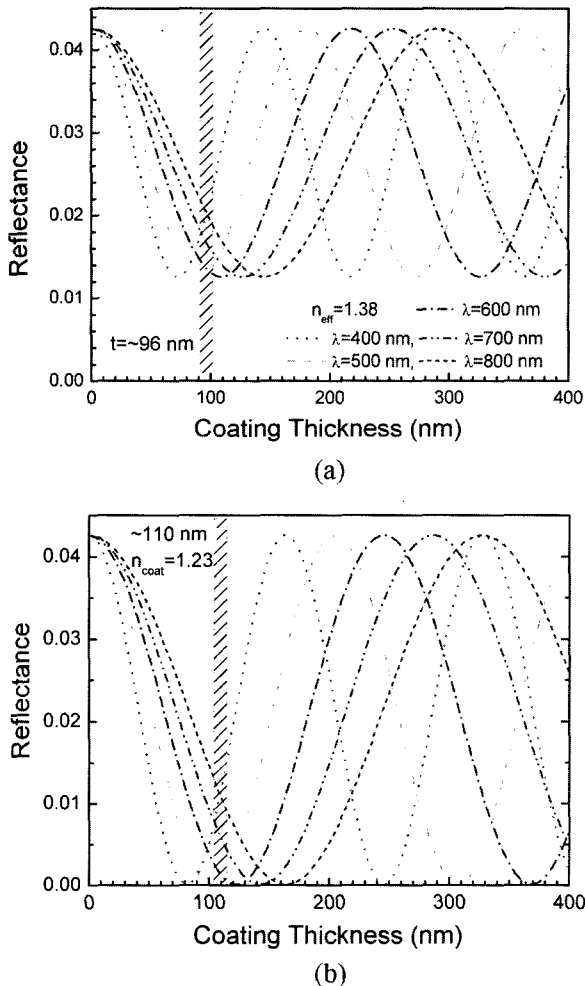 0.04
0.03
0.02
0.01
0.00
Reflectance
t=~96 nm
n_eff=1.38
λ=600 nm
λ=400 nm, λ=700 nm
λ=500 nm, λ=800 nm
0 100 200 300 400
Coating Thickness (nm)
(a)
~110 nm
n_coat=1.23
0.04
0.03
0.02
0.01
0.00
Reflectance
0 100 200 300 400
Coating Thickness (nm)
(b)